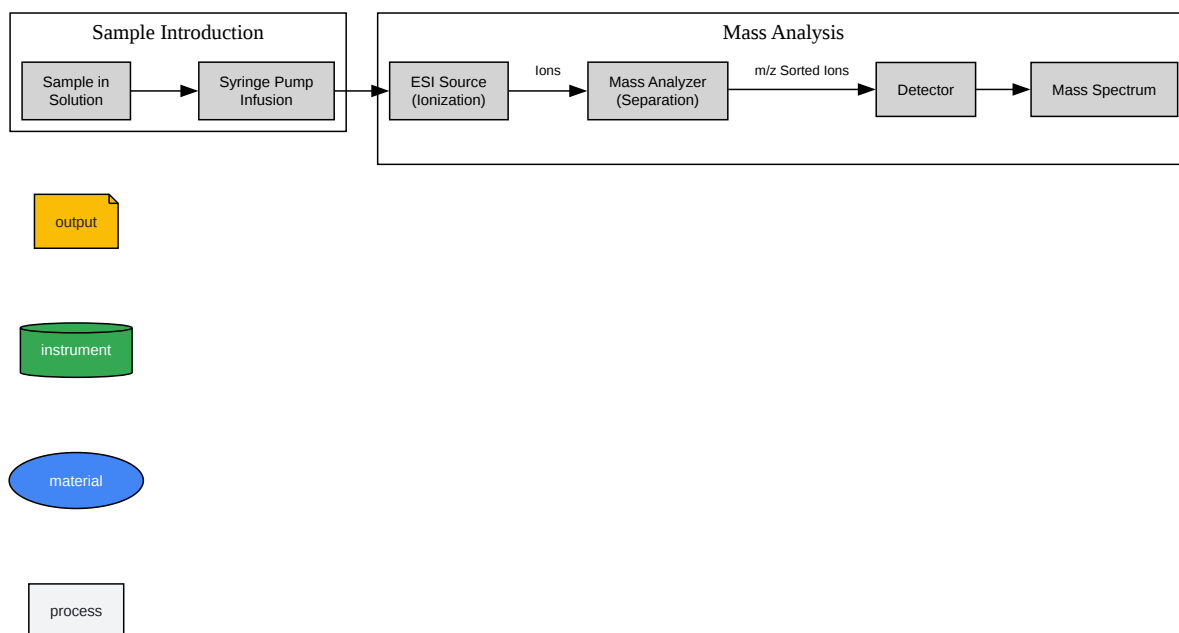 Sample Introduction
Mass Analysis
Sample in
Solution
Syringe Pump
Infusion
ESI Source
(Ionization)
Ions
Mass Analyzer
(Separation)
m/z Sorted Ions
Detector
Mass Spectrum
output
instrument
material
process